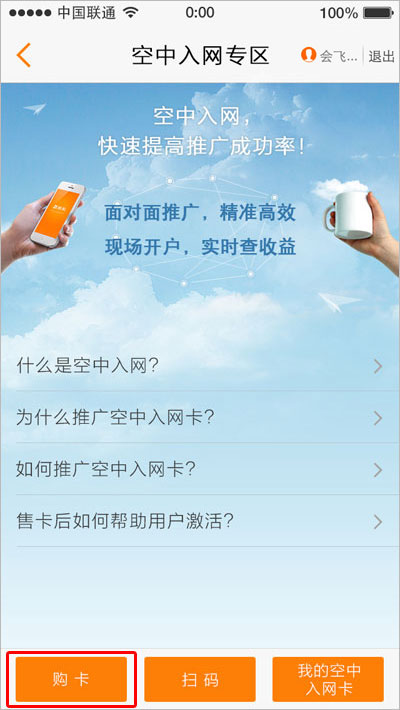 中国联通 0:00 100%
空中入网专区 会飞... 退出
空中入网，
快速提高推广成功率！
面对面推广，精准高效
现场开户，实时查收益
什么是空中入网？
为什么推广空中入网卡？
如何推广空中入网卡？
售卡后如何帮助用户激活？
购卡 扫码 我的空中
入网卡